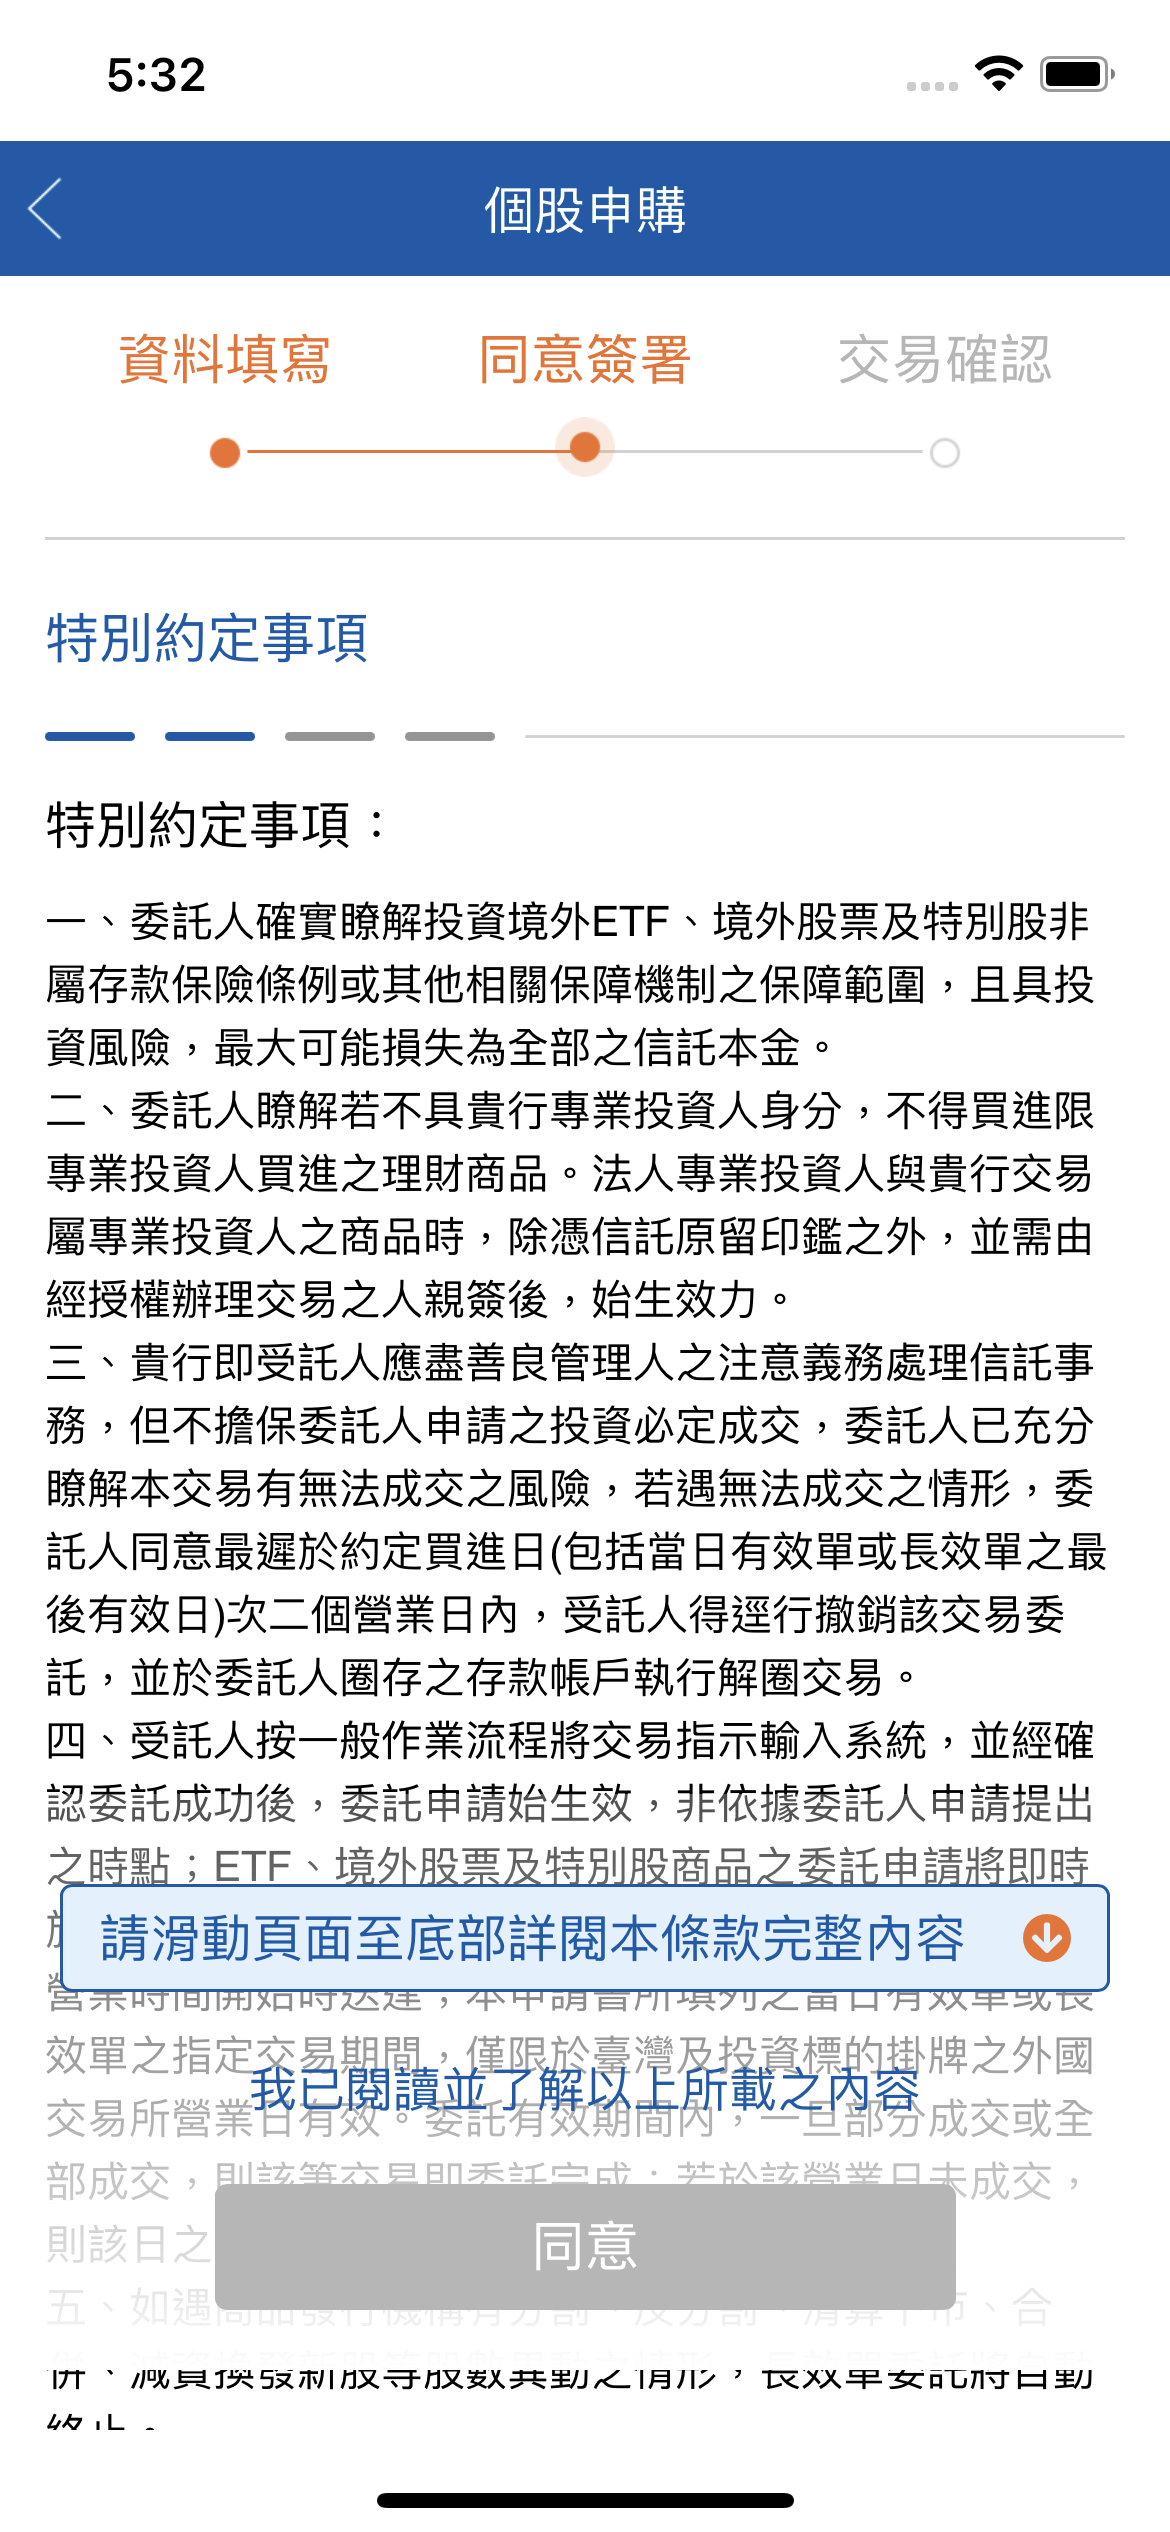 5:32
個股申購
資料填寫
同意簽署
交易確認
特別約定事項
特別約定事項：
一、委託人確實瞭解投資境外ETF、境外股票及特別股非
屬存款保險條例或其他相關保障機制之保障範圍，且具投
資風險，最大可能損失為全部之信託本金。
二、委託人瞭解若不具貴行專業投資人身分，不得買進限
專業投資人買進之理財商品。法人專業投資人與貴行交易
屬專業投資人之商品時，除憑信託原留印鑑之外，並需由
經授權辦理交易之人親簽後，始生效力。
三、貴行即受託人應盡善良管理人之注意義務處理信託事
務，但不擔保委託人申請之投資必定成交，委託人已充分
瞭解本交易有無法成交之風險，若遇無法成交之情形，委
託人同意最遲於約定買進日(包括當日有效單或長效單之最
後有效日)次二個營業日內，受託人得逕行撤銷該交易委
託，並於委託人圈存之存款帳戶執行解圈交易。
四、受託人按一般作業流程將交易指示輸入系統，並經確
認委託成功後，委託申請始生效，非依據委託人申請提出
之時點；ETF、境外股票及特別股商品之委託申請將即時
請滑動頁面至底部詳閱本條款完整內容
營業時間開始時送達；本申請書所填列之當日有效單或長
效單之指定交易期間，僅限於臺灣及投資標的掛牌之外國
我已閱讀並了解以上所載之內容
交易所營業日有效。委託有效期間內，一旦部分成交或全
部成交，則該筆交易即委託完成；若於該營業日未成交，
則該日之
同意
五、如遇商品發行機構有分割、反分割、清算下市、合
併、減資換發新股等股數異動之情形，長效單委託將自動
終止。